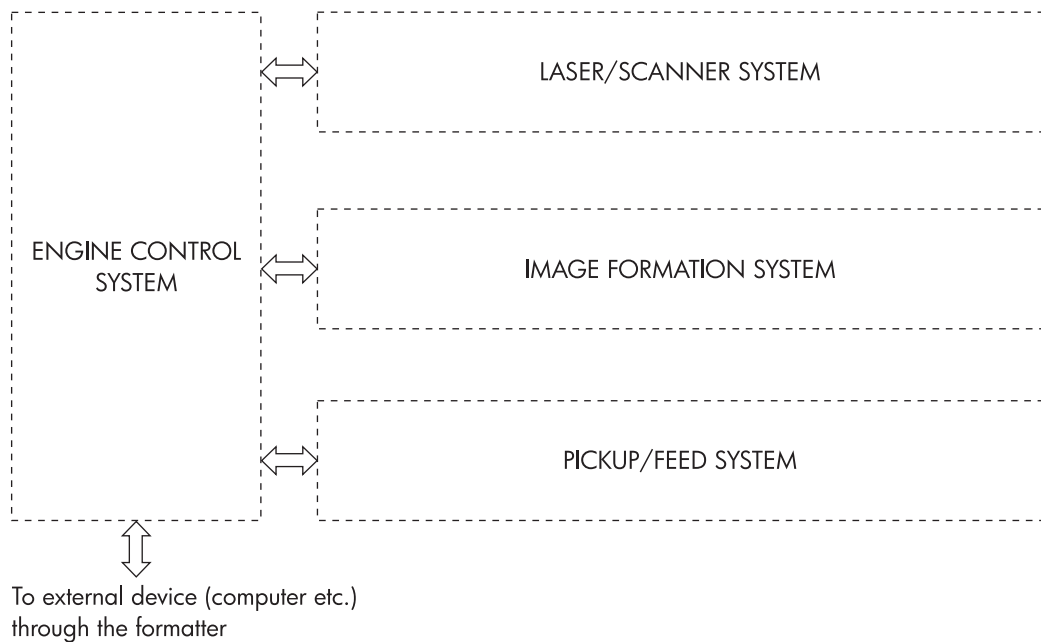 LASER/SCANNER SYSTEM
ENGINE CONTROL
SYSTEM
IMAGE FORMATION SYSTEM
PICKUP/FEED SYSTEM
To external device (computer etc.)
through the formatter